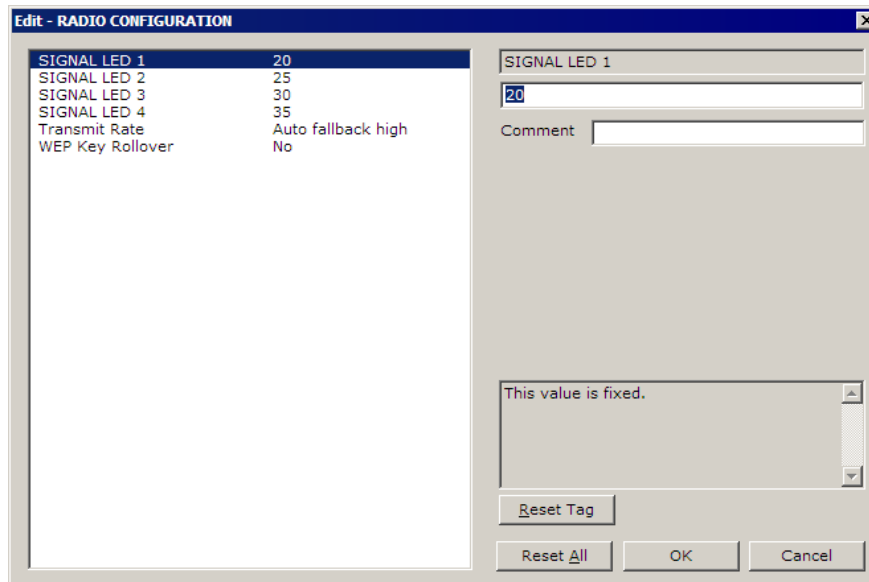 Edit - RADIO CONFIGURATION
SIGNAL LED 1 20
SIGNAL LED 2 25
SIGNAL LED 3 30
SIGNAL LED 4 35
Transmit Rate Auto fallback high
WEP Key Rollover No
SIGNAL LED 1
20
Comment
This value is fixed.
Reset Tag
Reset All OK Cancel